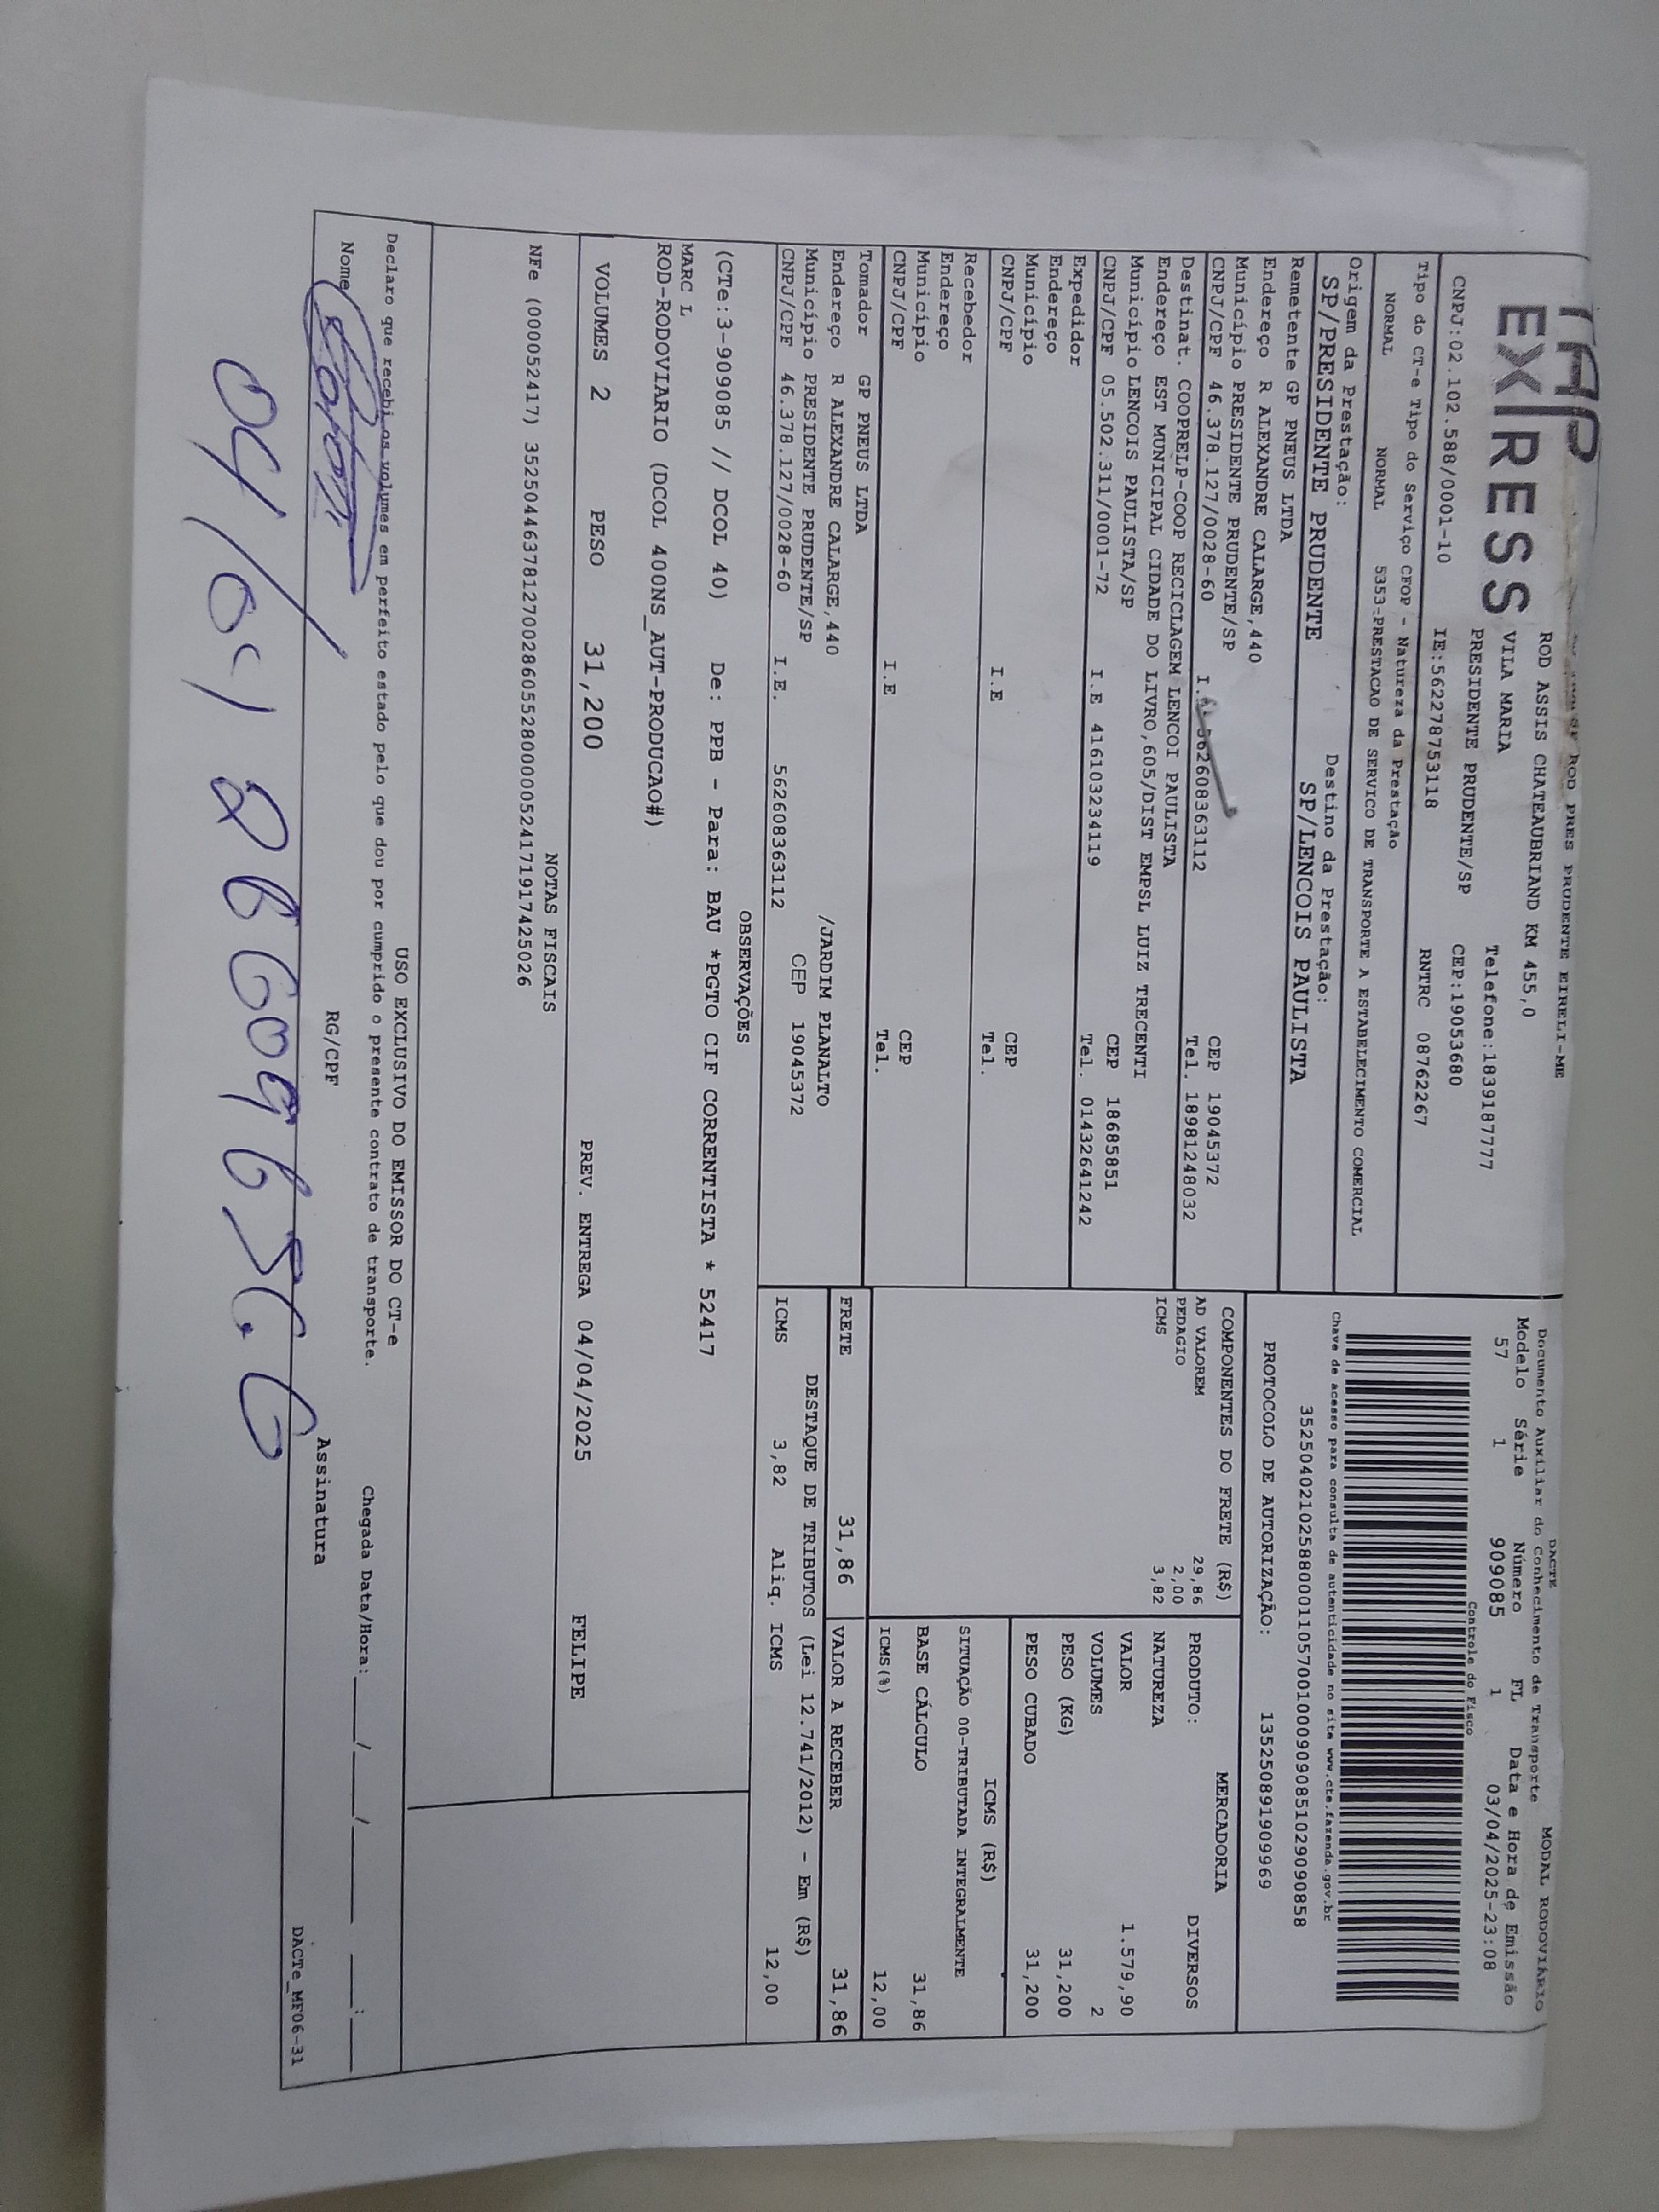 TAP
EXPRESS
ROD PRES PRUDENTE EIRELI-ME
ROD ASSIS CHATEAUBRIAND KM 455,0
VILA MARIA Telefone:1839187777
PRESIDENTE PRUDENTE/SP CEP:19053680
CNPJ:02.102.588/0001-10 IE:562278753118 RNTRC 08762267
Tipo do CT-e Tipo do Serviço CFOP - Natureza da Prestação
NORMAL NORMAL 5353-PRESTACAO DE SERVICO DE TRANSPORTE A ESTABELECIMENTO COMERCIAL
Origem da Prestação: Destino da Prestação:
SP/PRESIDENTE PRUDENTE SP/LENCOIS PAULISTA
DACTE MODAL RODOVIÁRIO
Documento Auxiliar do Conhecimento de Transporte
Modelo Série Número FL Data e Hora de Emissão
57 1 909085 1 03/04/2025-23:08
Controle do Fisco
Chave de acesso para consulta de autenticidade no site www.cte.fazenda.gov.br
35250402102588000110570010009090851029090858
PROTOCOLO DE AUTORIZAÇÃO: 135250891909969
Remetente GP PNEUS LTDA
Endereço R ALEXANDRE CALARGE,440
Município PRESIDENTE PRUDENTE/SP CEP 19045372
CNPJ/CPF 46.378.127/0028-60 I. 562608363112 Tel. 18981248032
Destinat. COOPRELP-COOP RECICLAGEM LENCOI PAULISTA
Endereço EST MUNICIPAL CIDADE DO LIVRO,605/DIST EMPSL LUIZ TRECENTI
Município LENCOIS PAULISTA/SP CEP 18685851
CNPJ/CPF 05.502.311/0001-72 I.E 416103234119 Tel. 01432641242
Expedidor
Endereço
Município CEP
CNPJ/CPF I.E Tel.
Recebedor
Endereço
Município CEP
CNPJ/CPF I.E Tel.
Tomador GP PNEUS LTDA
Endereço R ALEXANDRE CALARGE,440 /JARDIM PLANALTO
Município PRESIDENTE PRUDENTE/SP CEP 19045372
CNPJ/CPF 46.378.127/0028-60 I.E. 562608363112
COMPONENTES DO FRETE (R$)
AD VALOREM 29,86
PEDAGIO 2,00
ICMS 3,82
MERCADORIA
PRODUTO: DIVERSOS
NATUREZA
VALOR 1.579,90
VOLUMES 2
PESO (KG) 31,200
PESO CUBADO 31,200
ICMS (R$)
SITUAÇÃO 00-TRIBUTADA INTEGRALMENTE
BASE CÁLCULO 31,86
ICMS(%) 12,00
FRETE 31,86 VALOR A RECEBER 31,86
DESTAQUE DE TRIBUTOS (Lei 12.741/2012) - Em (R$)
ICMS 3,82 Aliq. ICMS 12,00
OBSERVAÇÕES
(CTe:3-909085 // DCOL 40) De: PPB - Para: BAU *PGTO CIF CORRENTISTA * 52417
MARC L
ROD-RODOVIARIO (DCOL 400NS_AUT-PRODUCAO#)
VOLUMES 2 PESO 31,200 PREV. ENTREGA 04/04/2025 FELIPE
NOTAS FISCAIS
NFe (000052417) 35250446378127002860552800000524171917425026
USO EXCLUSIVO DO EMISSOR DO CT-e
Declaro que recebi os volumes em perfeito estado pelo que dou por cumprido o presente contrato de transporte. Chegada Data/Hora:____/____/______ ____:____
Nome RG/CPF Assinatura
DACTe_MF06-31